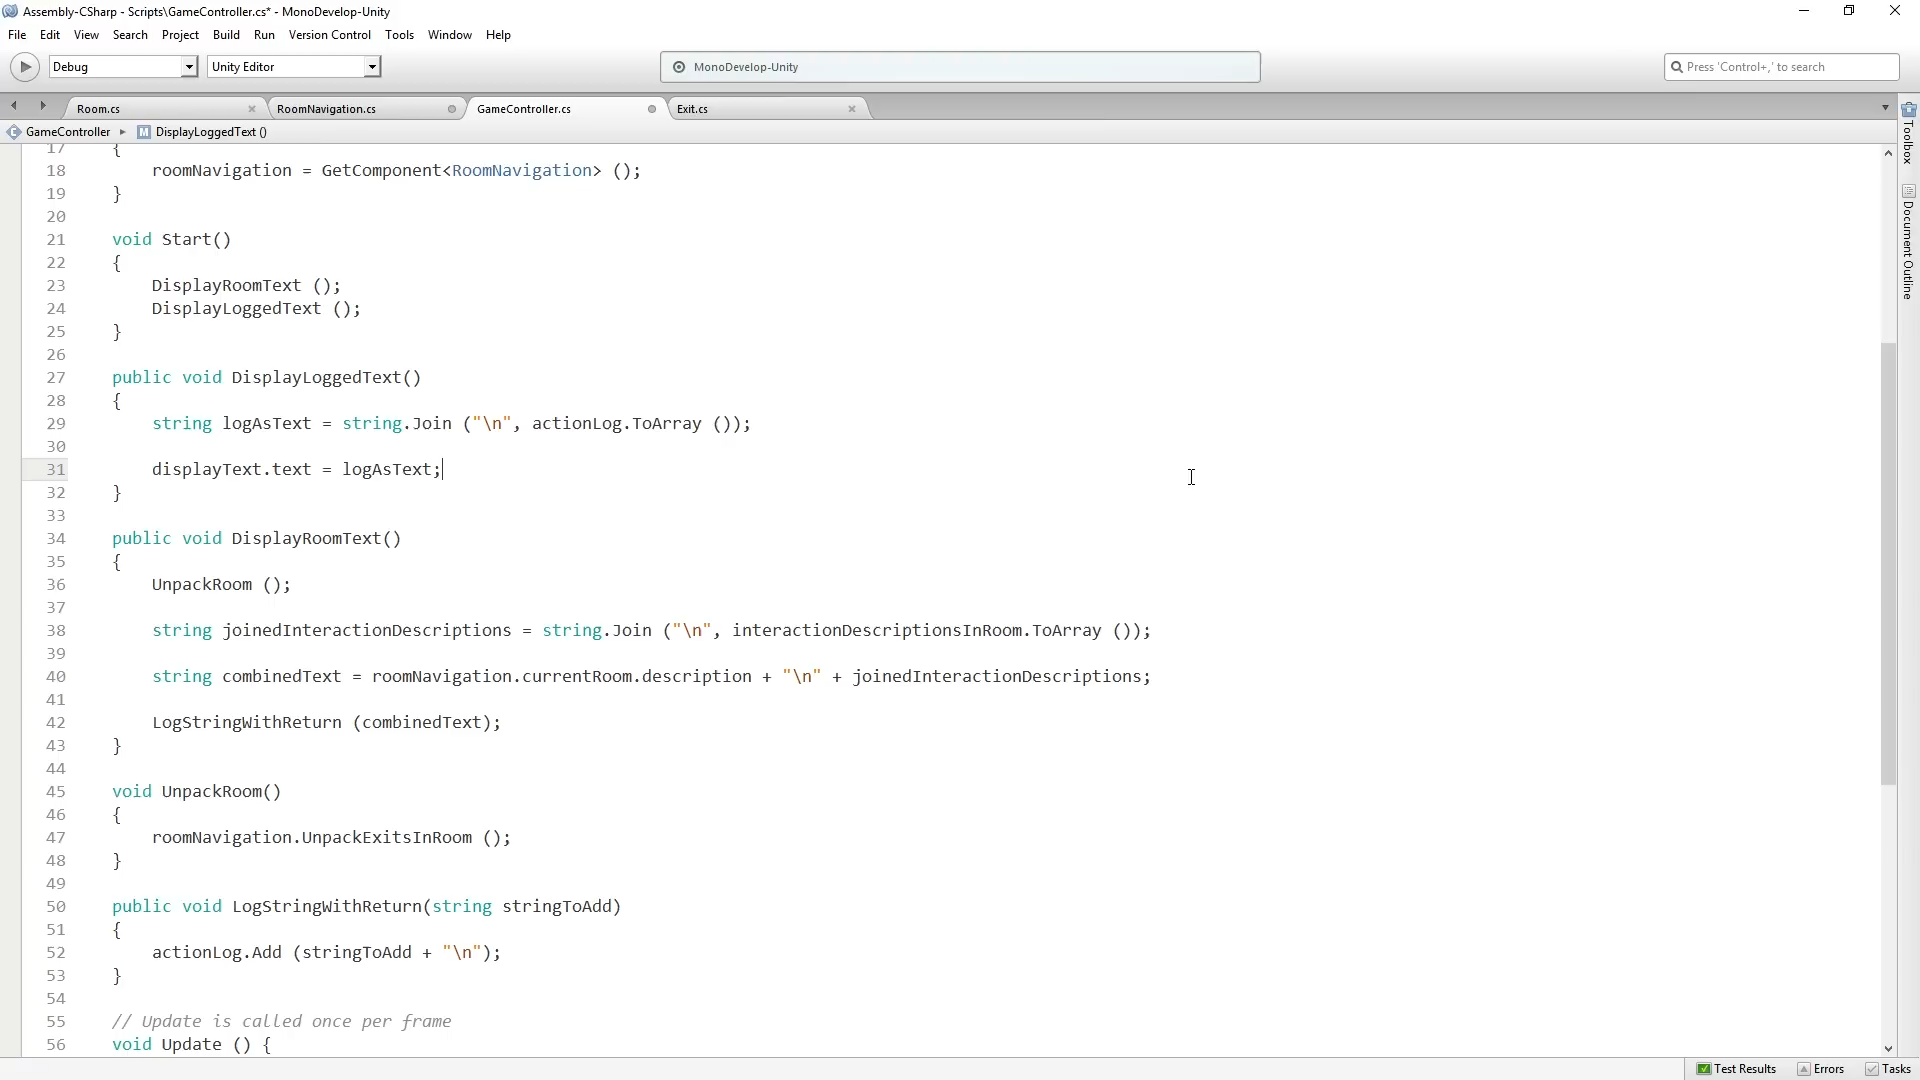 Assembly-CSharp - Scripts\GameController.cs* - MonoDevelop-Unity
File Edit View Search Project Build Run Version Control Tools Window Help
Debug Unity Editor MonoDevelop-Unity Press 'Control+,' to search
Room.cs RoomNavigation.cs GameController.cs Exit.cs
GameController M DisplayLoggedText ()
17 {
18 roomNavigation = GetComponent<RoomNavigation> ();
19 }
20
21 void Start()
22 {
23 DisplayRoomText ();
24 DisplayLoggedText ();
25 }
26
27 public void DisplayLoggedText()
28 {
29 string logAsText = string.Join ("\n", actionLog.ToArray ());
30
31 displayText.text = logAsText;
32 }
33
34 public void DisplayRoomText()
35 {
36 UnpackRoom ();
37
38 string joinedInteractionDescriptions = string.Join ("\n", interactionDescriptionsInRoom.ToArray ());
39
40 string combinedText = roomNavigation.currentRoom.description + "\n" + joinedInteractionDescriptions;
41
42 LogStringWithReturn (combinedText);
43 }
44
45 void UnpackRoom()
46 {
47 roomNavigation.UnpackExitsInRoom ();
48 }
49
50 public void LogStringWithReturn(string stringToAdd)
51 {
52 actionLog.Add (stringToAdd + "\n");
53 }
54
55 // Update is called once per frame
56 void Update () {
Toolbox
Document Outline
Test Results Errors Tasks